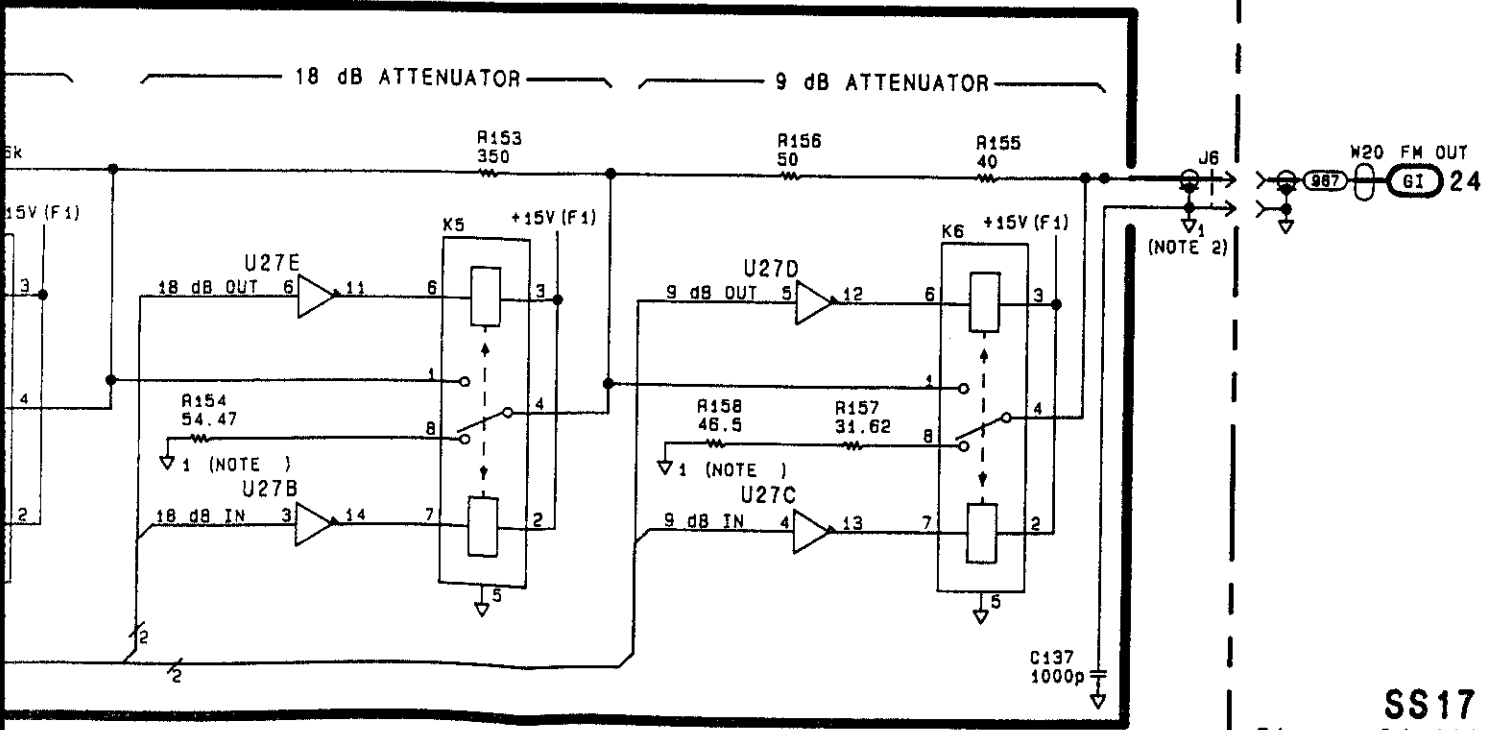 18 dB ATTENUATOR
9 dB ATTENUATOR
R153
350
R156
50
R155
40
J6
W20 FM OUT
967
GI 24
1
(NOTE 2)
15V(F1)
3
4
2
K5
+15V(F1)
U27E
18 dB OUT 6 11 6 3
1
4
R154
54.47
8
1 (NOTE )
U27B
18 dB IN 3 14 7 2
5
2
2
K6
+15V(F1)
U27D
9 dB OUT 5 12 6 3
1
4
R158
46.5
R157
31.62
8
1 (NOTE )
U27C
9 dB IN 4 13 7 2
5
C137
1000p
SS17